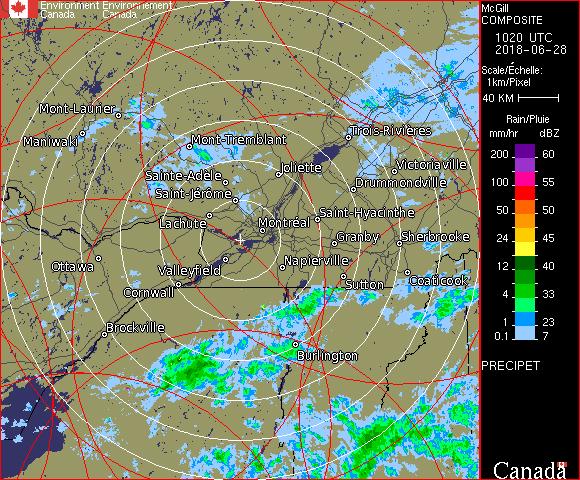 Environment Environnement
Canada Canada
McGill
COMPOSITE
1020 UTC
2018-06-28
Scale/Échelle:
1km/Pixel
40 KM
Rain/Pluie
mm/hr dBZ
200 60
100 55
50 50
24 45
12 40
4 33
1 23
0.1 7
PRECIPET
Canada
Mont-Laurier
Maniwaki
Mont-Tremblant
Trois-Rivières
Sainte-Adèle
Joliette
Victoriaville
Saint-Jérôme
Drummondville
Lachute
Montréal
Saint-Hyacinthe
Granby
Sherbrooke
Ottawa
Valleyfield
Napierville
Cornwall
Sutton
Coaticook
Brockville
Burlington